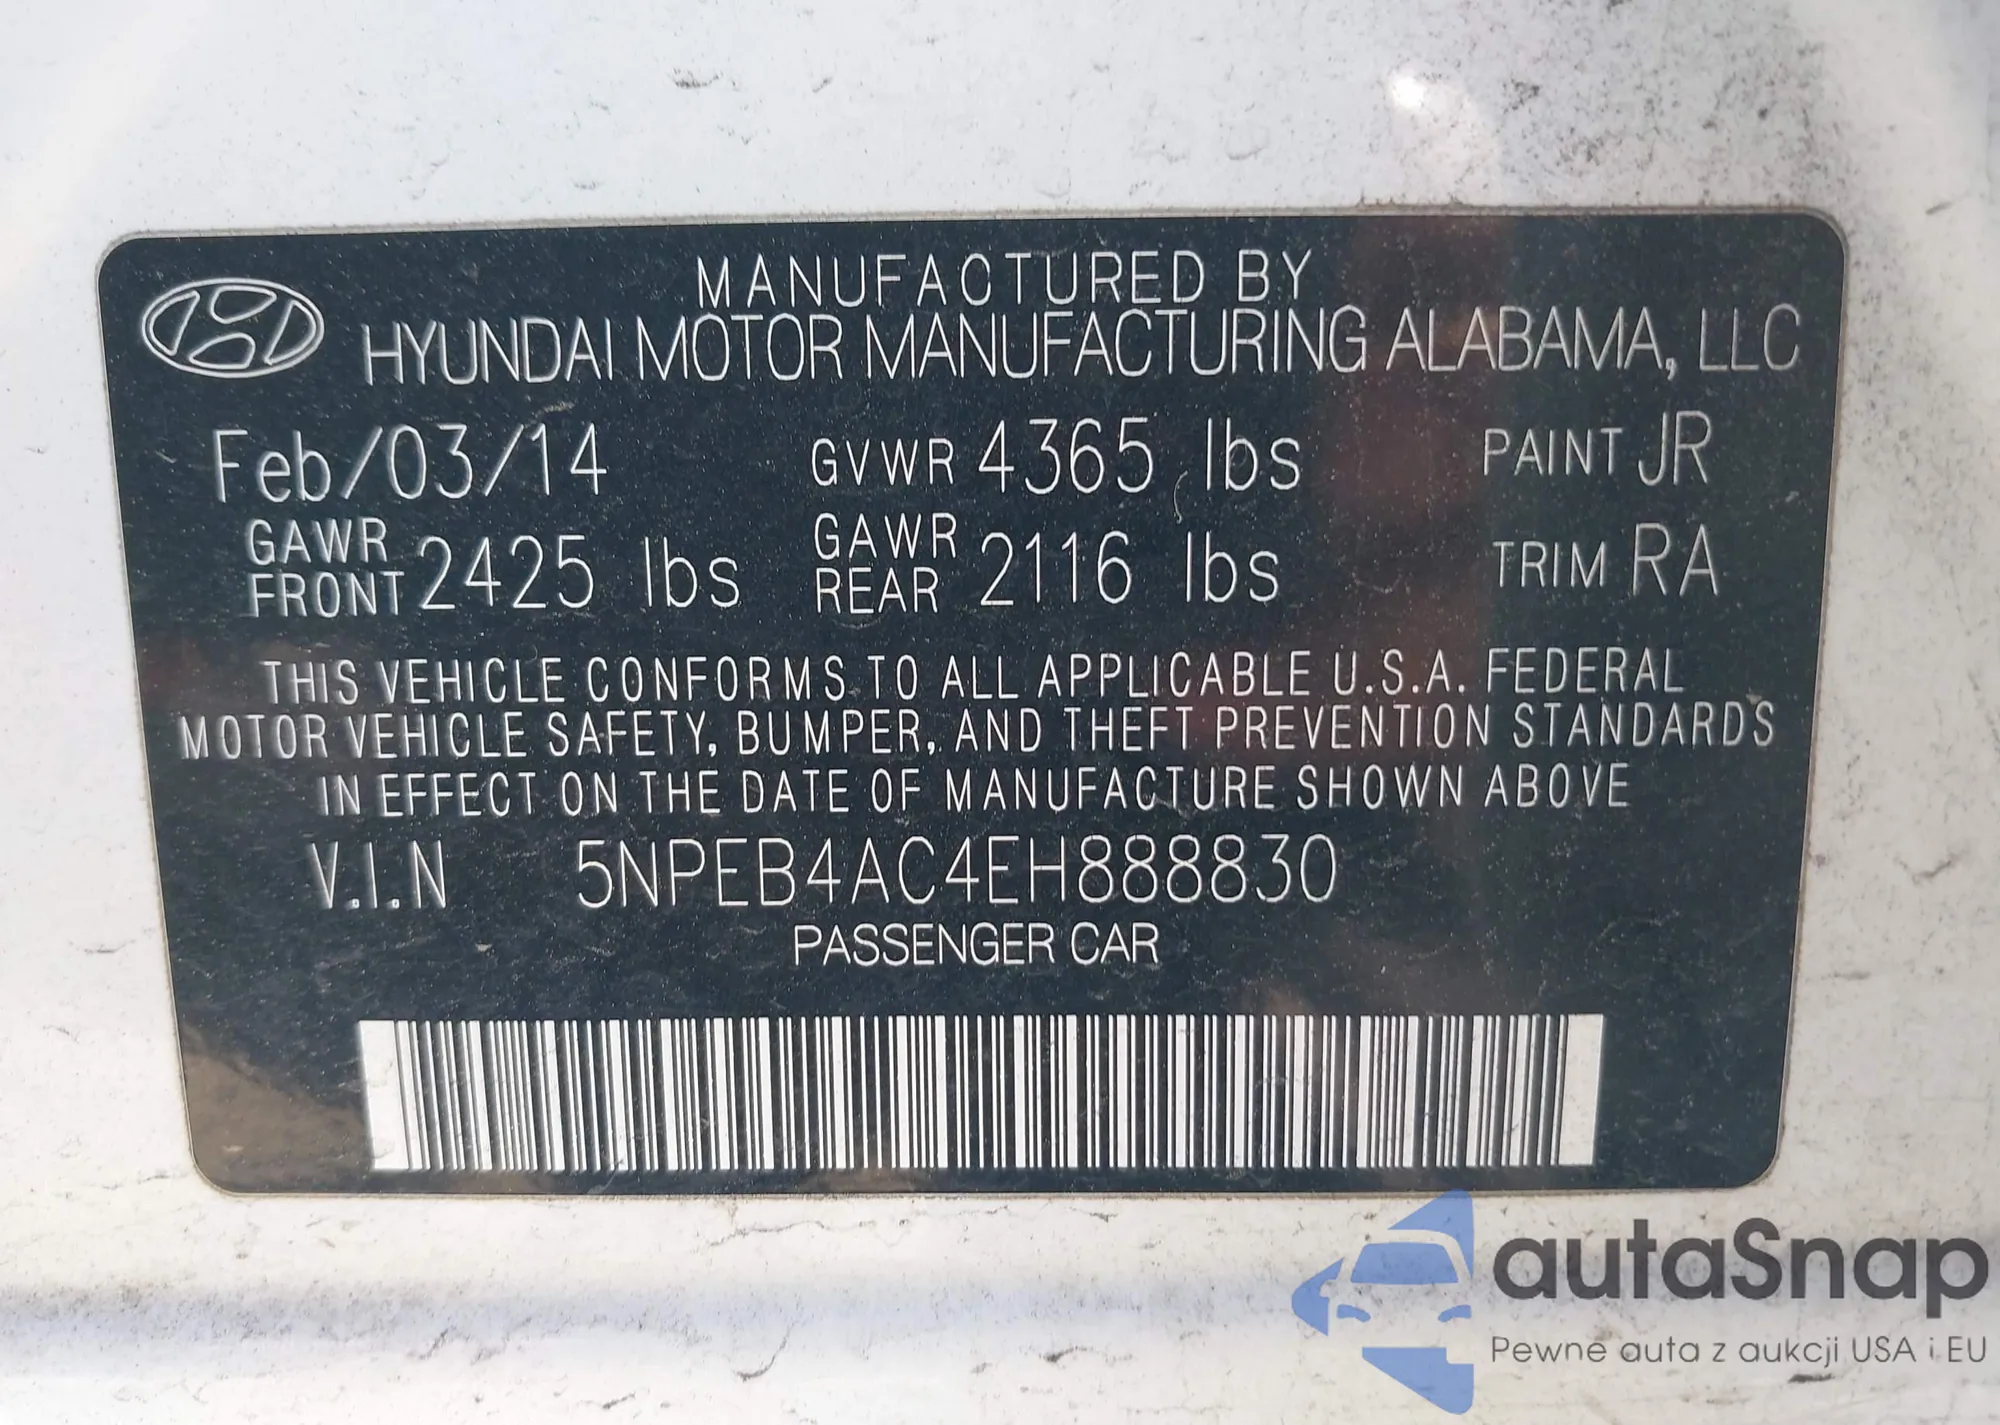 MANUFACTURED BY
HYUNDAI MOTOR MANUFACTURING ALABAMA, LLC
Feb/03/14 GVWR 4365 lbs PAINT JR
GAWR FRONT 2425 lbs GAWR REAR 2116 lbs TRIM RA
THIS VEHICLE CONFORMS TO ALL APPLICABLE U.S.A. FEDERAL
MOTOR VEHICLE SAFETY, BUMPER, AND THEFT PREVENTION STANDARDS
IN EFFECT ON THE DATE OF MANUFACTURE SHOWN ABOVE
V.I.N 5NPEB4AC4EH888830
PASSENGER CAR
autaSnap
Pewne auta z aukcji USA i EU